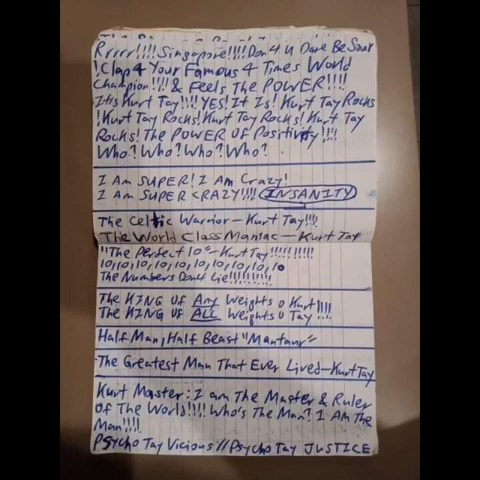 Rrrrr!!!! Singapore!!!! Don 4 U Dare Be Sour
! Clap 4 Your Famous 4 Times World
Champion!!!! & Feels The POWER!!!!
It is Kurt Tay!!!! YES! It Is! Kurt Tay Rocks
! Kurt Tay Rocks! Kurt Tay Rocks! Kurt Tay
Rocks! The POWER Of Positivity!!!!
Who? Who? Who? Who?
I Am SUPER! I Am Crazy!
I Am SUPER CRAZY!!!! INSANITY
The Celtic Warrior - Kurt Tay!!!!
The World Class Maniac - Kurt Tay
"The Perfect 10" - Kurt Tay!!!!!!!!!!
10,10,10,10,10,10,10,10,10,10
The Numbers Don't Lie!!!!!!!!!
The KING Of Any Weights 0 Kurt!!!!
The KING Of ALL Weights 0 Tay!!!!
Half Man, Half Beast "Mantaur"
The Greatest Man That Ever Lived - Kurt Tay
Kurt Master: I am The Master & Ruler
Of The World!!!! Who's The Man? I Am The
Man!!!!
Psycho Tay Vicious // Psycho Tay JUSTICE